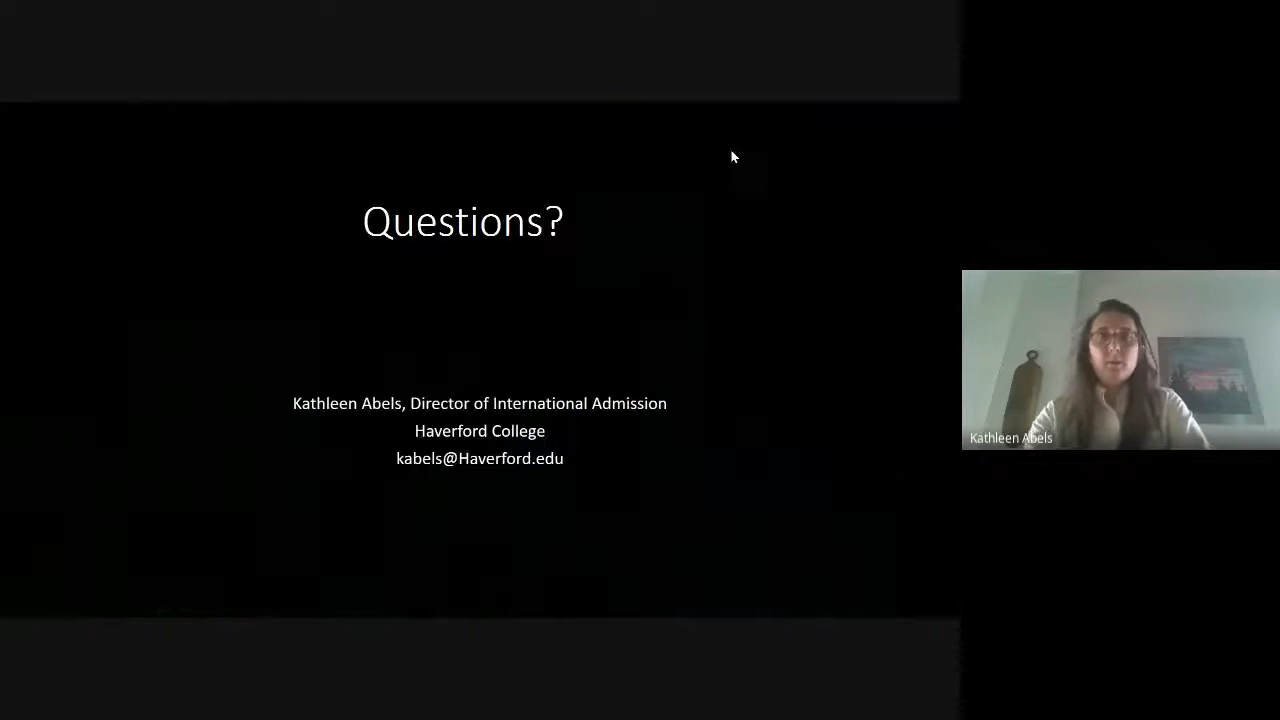 Questions?
Kathleen Abels, Director of International Admission
Haverford College
kabels@Haverford.edu
Kathleen Abels